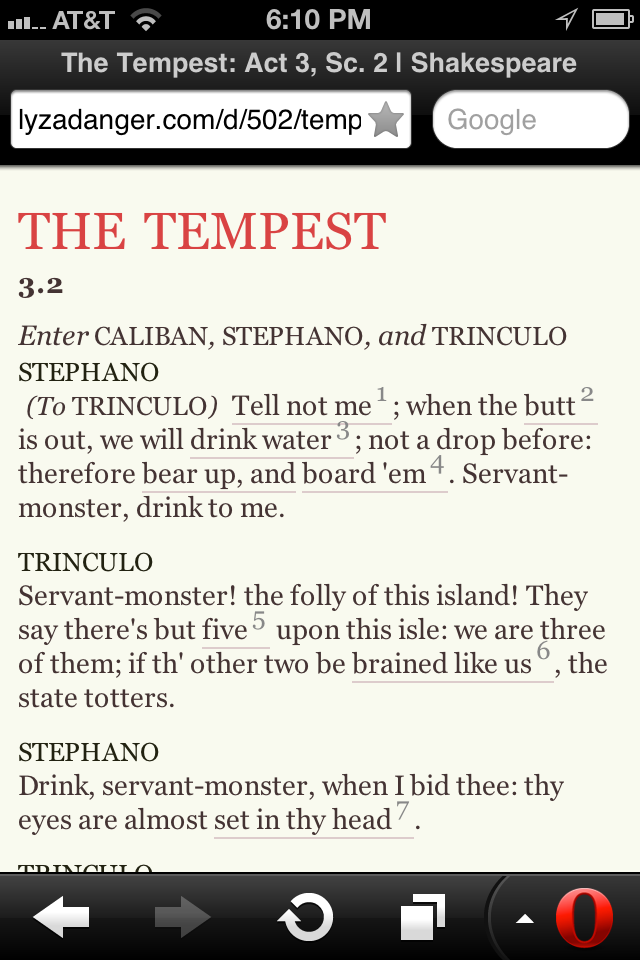 AT&T 6:10 PM
The Tempest: Act 3, Sc. 2 | Shakespeare
lyzadanger.com/d/502/temp Google
THE TEMPEST
3.2
Enter CALIBAN, STEPHANO, and TRINCULO
STEPHANO
(To TRINCULO) Tell not me 1; when the butt 2
is out, we will drink water 3; not a drop before:
therefore bear up, and board 'em 4. Servant-
monster, drink to me.
TRINCULO
Servant-monster! the folly of this island! They
say there's but five 5 upon this isle: we are three
of them; if th' other two be brained like us 6, the
state totters.
STEPHANO
Drink, servant-monster, when I bid thee: thy
eyes are almost set in thy head 7.
TRINCULO